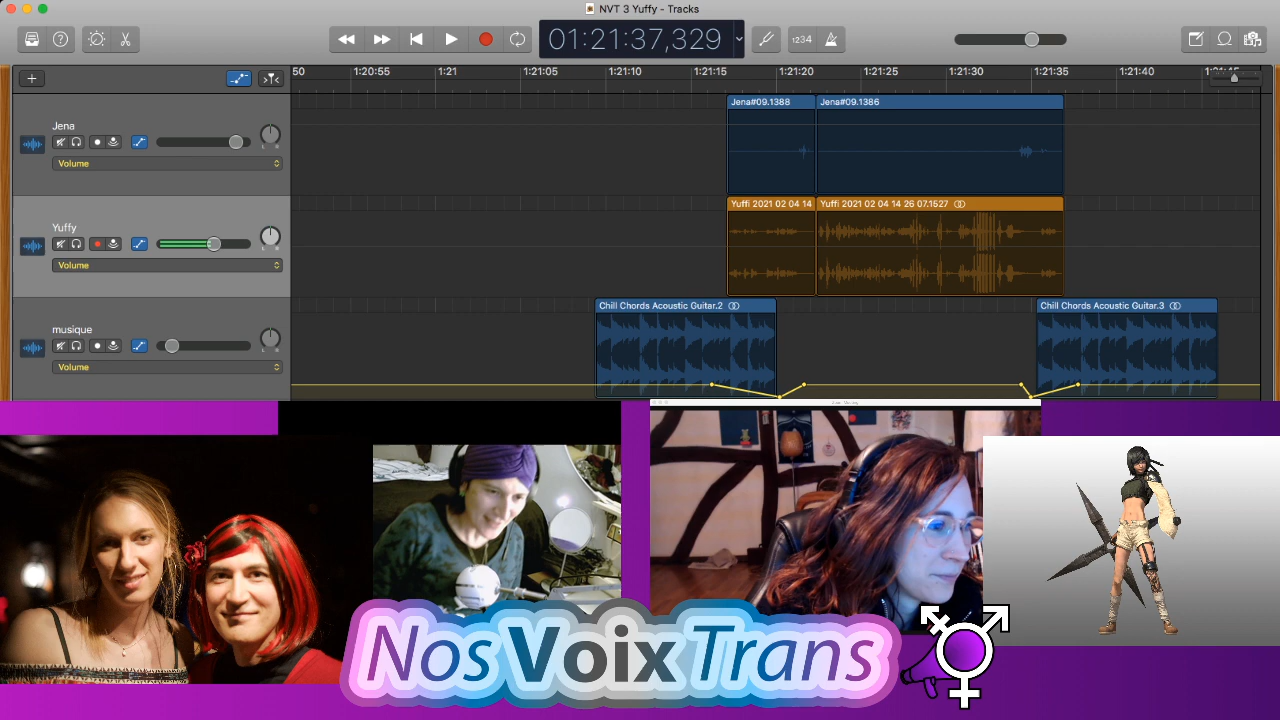 NVT 3 Yuffy - Tracks
01:21:37,329
1234
50 1:20:55 1:21 1:21:05 1:21:10 1:21:15 1:21:20 1:21:25 1:21:30 1:21:35 1:21:40 1:21:45
Jena#09.1388 Jena#09.1386
Jena
L R
Volume
Yuffi 2021 02 04 14 Yuffi 2021 02 04 14 26 07.1527
Yuffy
L R
Volume
Chill Chords Acoustic Guitar.2 Chill Chords Acoustic Guitar.3
musique
L R
Volume
Nos Voix Trans